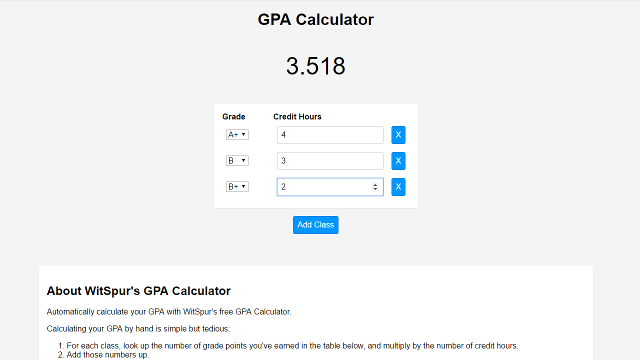 GPA Calculator
3.518
Grade Credit Hours
A+ 4 X
B 3 X
B+ 2 X
Add Class
About WitSpur's GPA Calculator
Automatically calculate your GPA with WitSpur's free GPA Calculator.
Calculating your GPA by hand is simple but tedious:
1. For each class, look up the number of grade points you've earned in the table below, and multiply by the number of credit hours.
2. Add those numbers up.